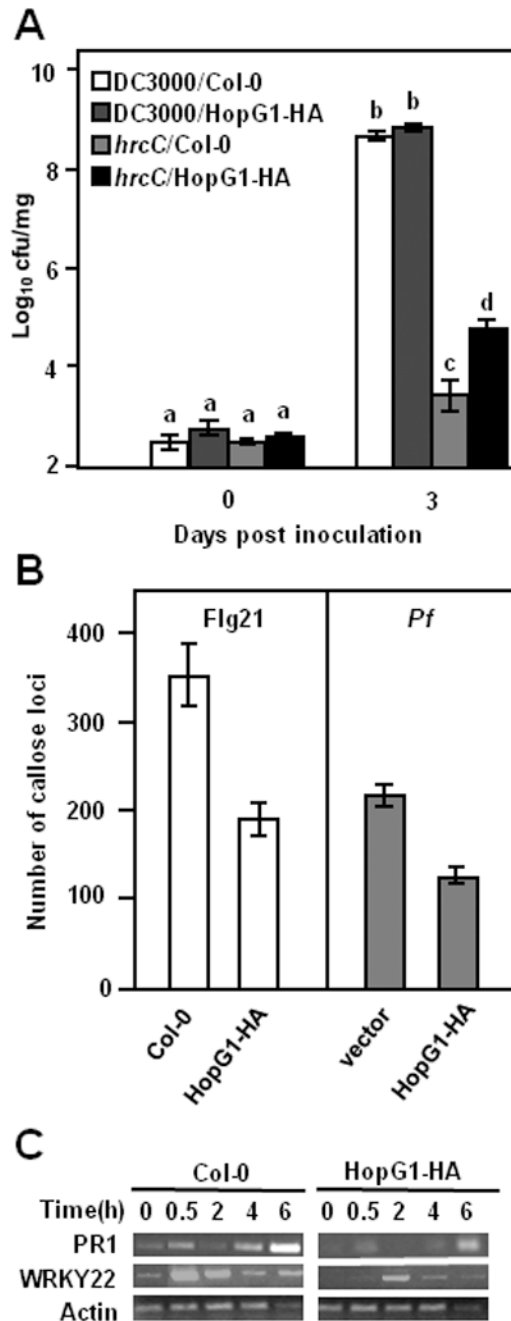 A
10
8
6
4
2
Log10 cfu/mg
DC3000/Col-0
DC3000/HopG1-HA
hrcC/Col-0
hrcC/HopG1-HA
a a a a
b b
c
d
0 3
Days post inoculation
B
Number of callose loci
400
300
200
100
0
Flg21 Pf
Col-0
HopG1-HA
vector
HopG1-HA
C
Col-0 HopG1-HA
Time(h) 0 0.5 2 4 6 0 0.5 2 4 6
PR1
WRKY22
Actin